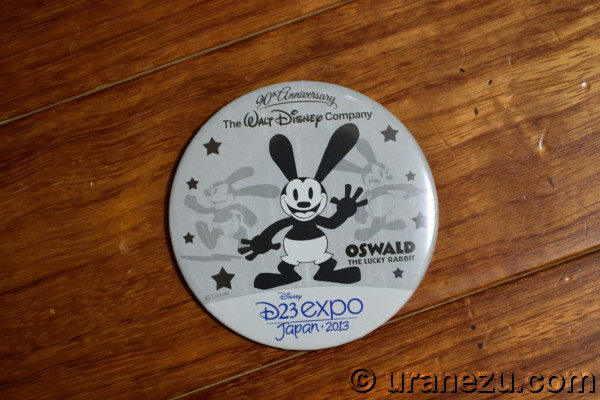 90th Anniversary
The WALT DISNEY Company
OSWALD
THE LUCKY RABBIT
©Disney
Disney
D23 expo
Japan・2013
© uranezu.com